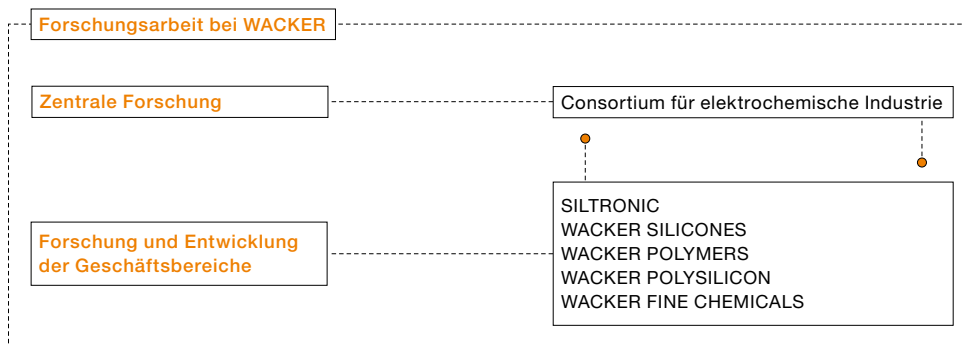 Forschungsarbeit bei WACKER
Zentrale Forschung
Consortium für elektrochemische Industrie
Forschung und Entwicklung
der Geschäftsbereiche
SILTRONIC
WACKER SILICONES
WACKER POLYMERS
WACKER POLYSILICON
WACKER FINE CHEMICALS